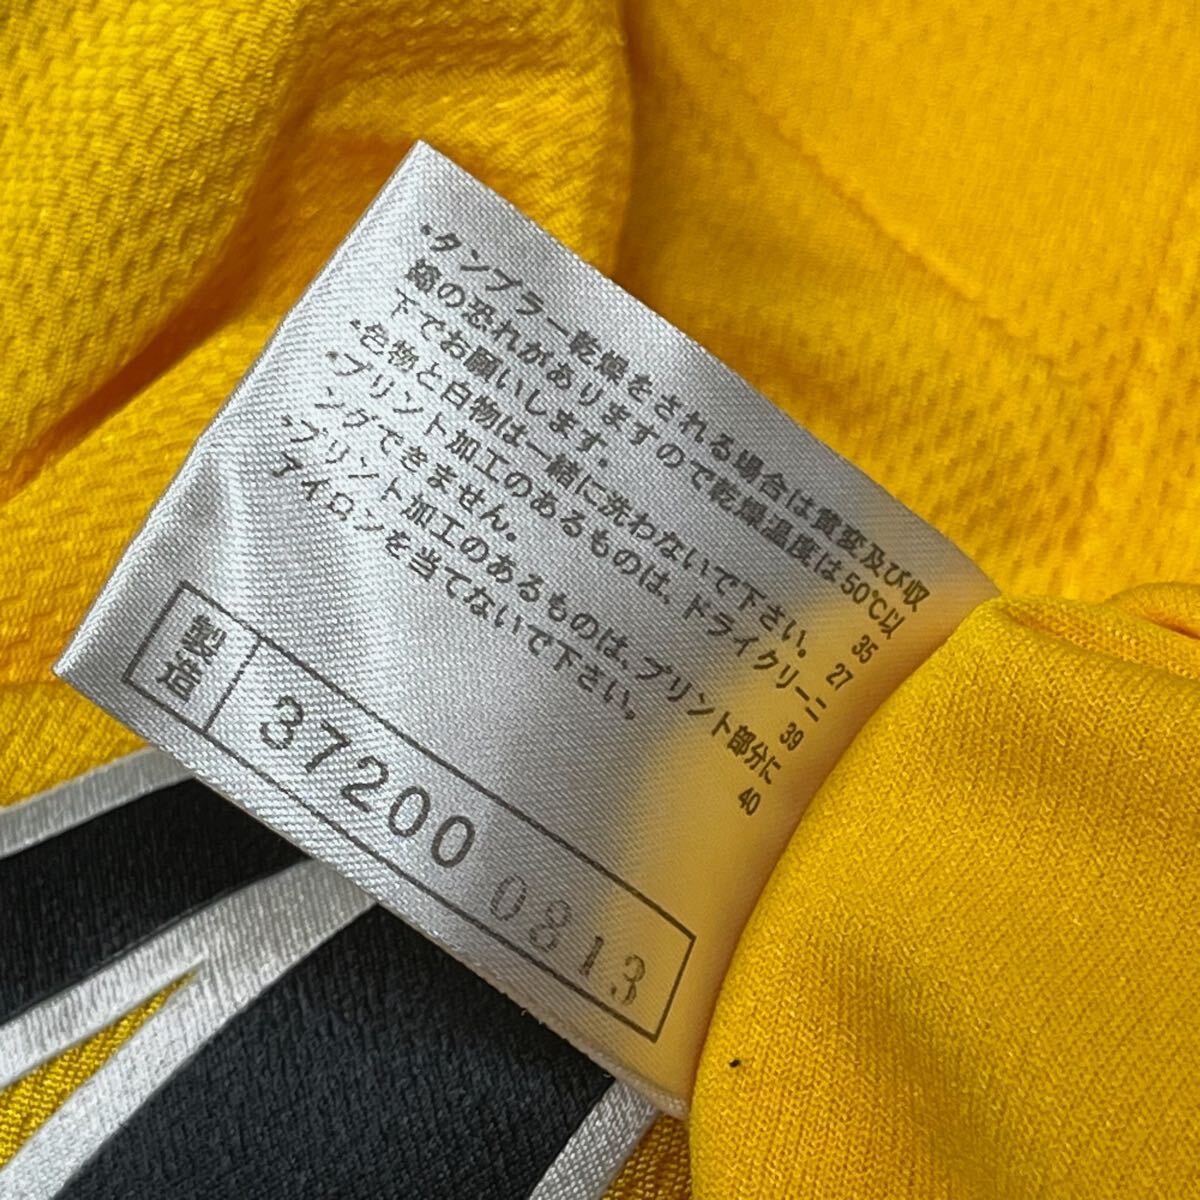 ・タンブラー乾燥をされる場合は黄変及び収
縮の恐れがありますので乾燥温度は50℃以
下でお願いします。 35
・色物と白物は一緒に洗わないで下さい。 27
・プリント加工のあるものは、ドライクリーニ
ングできません。 39
・プリント加工のあるものは、プリント部分に
アイロンを当てないで下さい。 40
製造 37200 0813